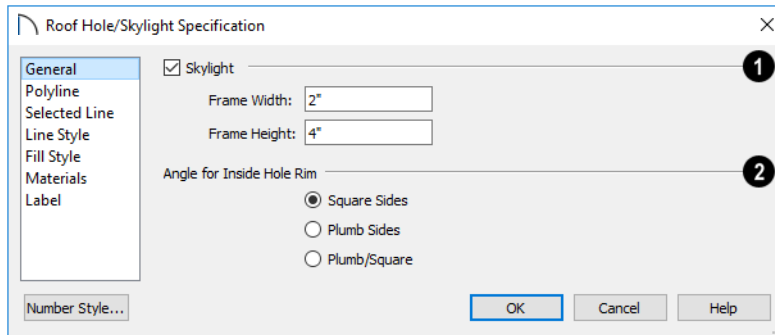 Roof Hole/Skylight Specification
General
Polyline
Selected Line
Line Style
Fill Style
Materials
Label
Skylight
1
Frame Width: 2"
Frame Height: 4"
Angle for Inside Hole Rim
2
Square Sides
Plumb Sides
Plumb/Square
Number Style...
OK
Cancel
Help